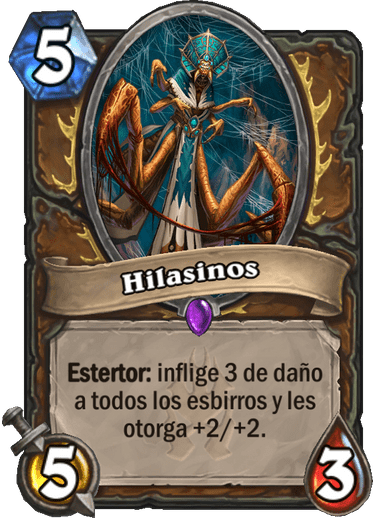 5
Hilasinos
Estertor: inflige 3 de daño
a todos los esbirros y les
otorga +2/+2.
5
3